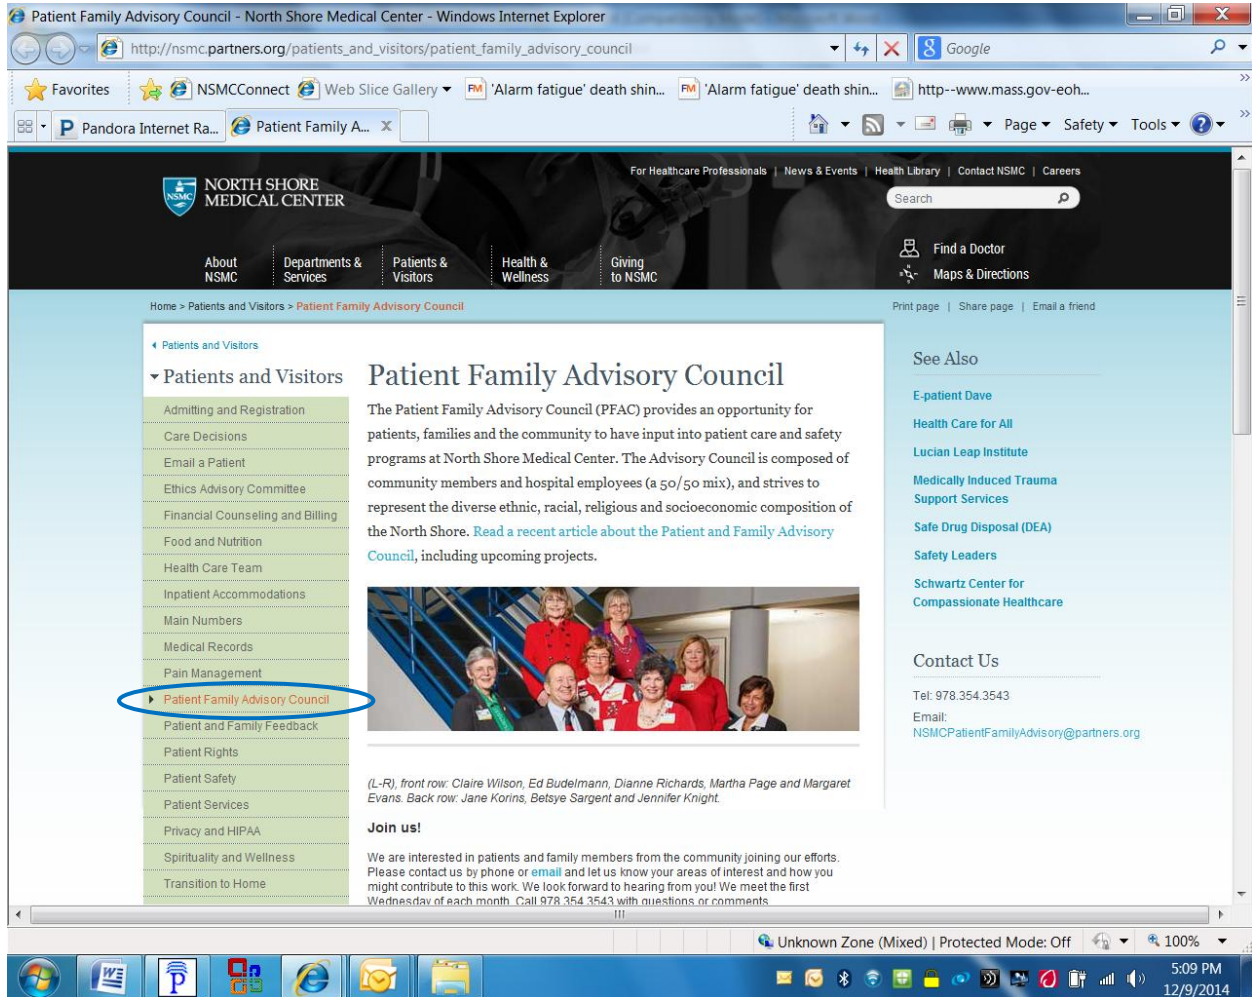 Patient Family Advisory Council - North Shore Medical Center - Windows Internet Explorer
http://nsmc.partners.org/patients_and_visitors/patient_family_advisory_council
Google
Favorites
NSMCConnect
Web Slice Gallery
'Alarm fatigue' death shin...
'Alarm fatigue' death shin...
http--www.mass.gov-eoh...
Pandora Internet Ra...
Patient Family A...
Page
Safety
Tools
NSMC
NORTH SHORE
MEDICAL CENTER
For Healthcare Professionals | News & Events | Health Library | Contact NSMC | Careers
Search
Find a Doctor
Maps & Directions
About
NSMC
Departments &
Services
Patients &
Visitors
Health &
Wellness
Giving
to NSMC
Home > Patients and Visitors > Patient Family Advisory Council
Print page | Share page | Email a friend
Patients and Visitors
Patients and Visitors
Admitting and Registration
Care Decisions
Email a Patient
Ethics Advisory Committee
Financial Counseling and Billing
Food and Nutrition
Health Care Team
Inpatient Accommodations
Main Numbers
Medical Records
Pain Management
Patient Family Advisory Council
Patient and Family Feedback
Patient Rights
Patient Safety
Patient Services
Privacy and HIPAA
Spirituality and Wellness
Transition to Home
Patient Family Advisory Council
The Patient Family Advisory Council (PFAC) provides an opportunity for
patients, families and the community to have input into patient care and safety
programs at North Shore Medical Center. The Advisory Council is composed of
community members and hospital employees (a 50/50 mix), and strives to
represent the diverse ethnic, racial, religious and socioeconomic composition of
the North Shore. Read a recent article about the Patient and Family Advisory
Council, including upcoming projects.
(L-R), front row: Claire Wilson, Ed Budelmann, Dianne Richards, Martha Page and Margaret
Evans. Back row: Jane Korins, Betsye Sargent and Jennifer Knight.
Join us!
We are interested in patients and family members from the community joining our efforts.
Please contact us by phone or email and let us know your areas of interest and how you
might contribute to this work. We look forward to hearing from you! We meet the first
Wednesday of each month. Call 978.354.3543 with questions or comments.
See Also
E-patient Dave
Health Care for All
Lucian Leap Institute
Medically Induced Trauma
Support Services
Safe Drug Disposal (DEA)
Safety Leaders
Schwartz Center for
Compassionate Healthcare
Contact Us
Tel: 978.354.3543
Email:
NSMCPatientFamilyAdvisory@partners.org
Unknown Zone (Mixed) | Protected Mode: Off
100%
5:09 PM
12/9/2014